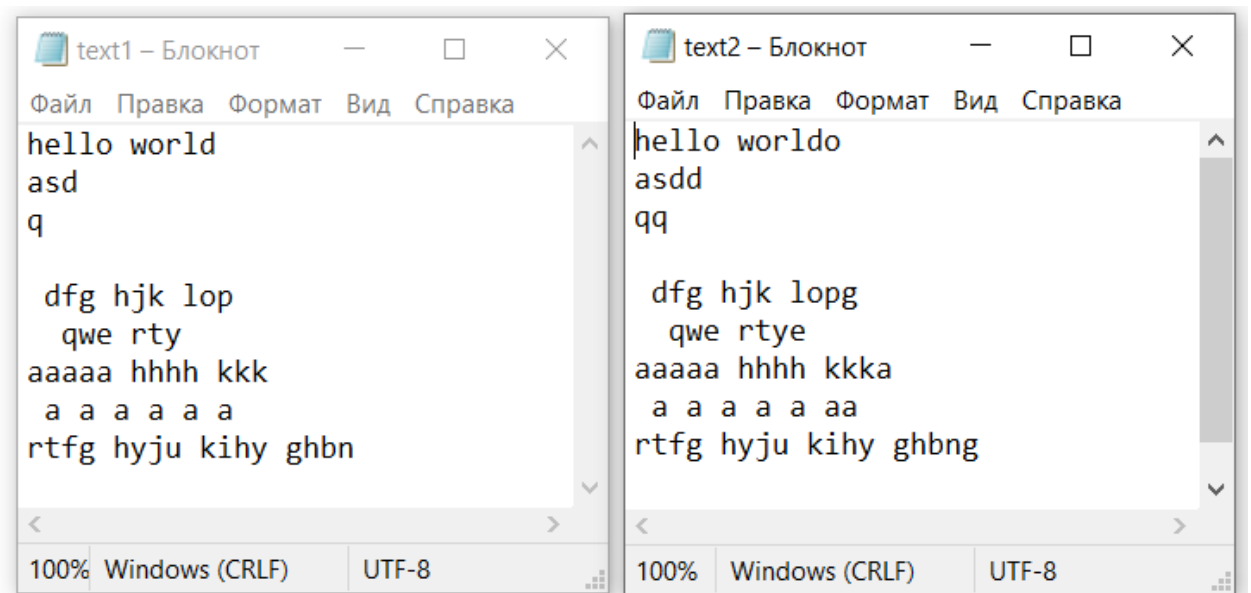 text1 – Блокнот
Файл Правка Формат Вид Справка
hello world
asd
q

 dfg hjk lop
  qwe rty
aaaaa hhhh kkk
 a a a a a a
rtfg hyju kihy ghbn
100% Windows (CRLF) UTF-8
text2 – Блокнот
Файл Правка Формат Вид Справка
hello worldo
asdd
qq

 dfg hjk lopg
  qwe rtye
aaaaa hhhh kkka
 a a a a a aa
rtfg hyju kihy ghbng
100% Windows (CRLF) UTF-8